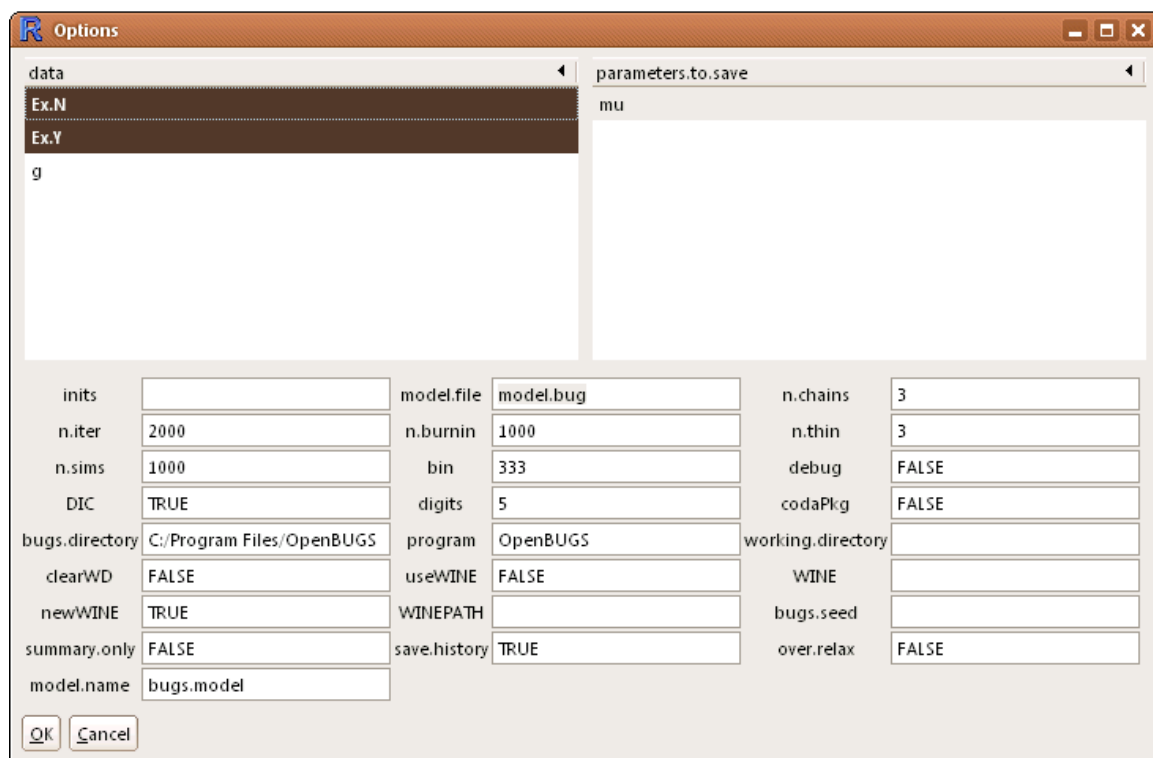 Options
data parameters.to.save
Ex.N mu
Ex.Y
g
inits model.file model.bug n.chains 3
n.iter 2000 n.burnin 1000 n.thin 3
n.sims 1000 bin 333 debug FALSE
DIC TRUE digits 5 codaPkg FALSE
bugs.directory C:/Program Files/OpenBUGS program OpenBUGS working.directory
clearWD FALSE useWINE FALSE WINE
newWINE TRUE WINEPATH bugs.seed
summary.only FALSE save.history TRUE over.relax FALSE
model.name bugs.model
OK Cancel